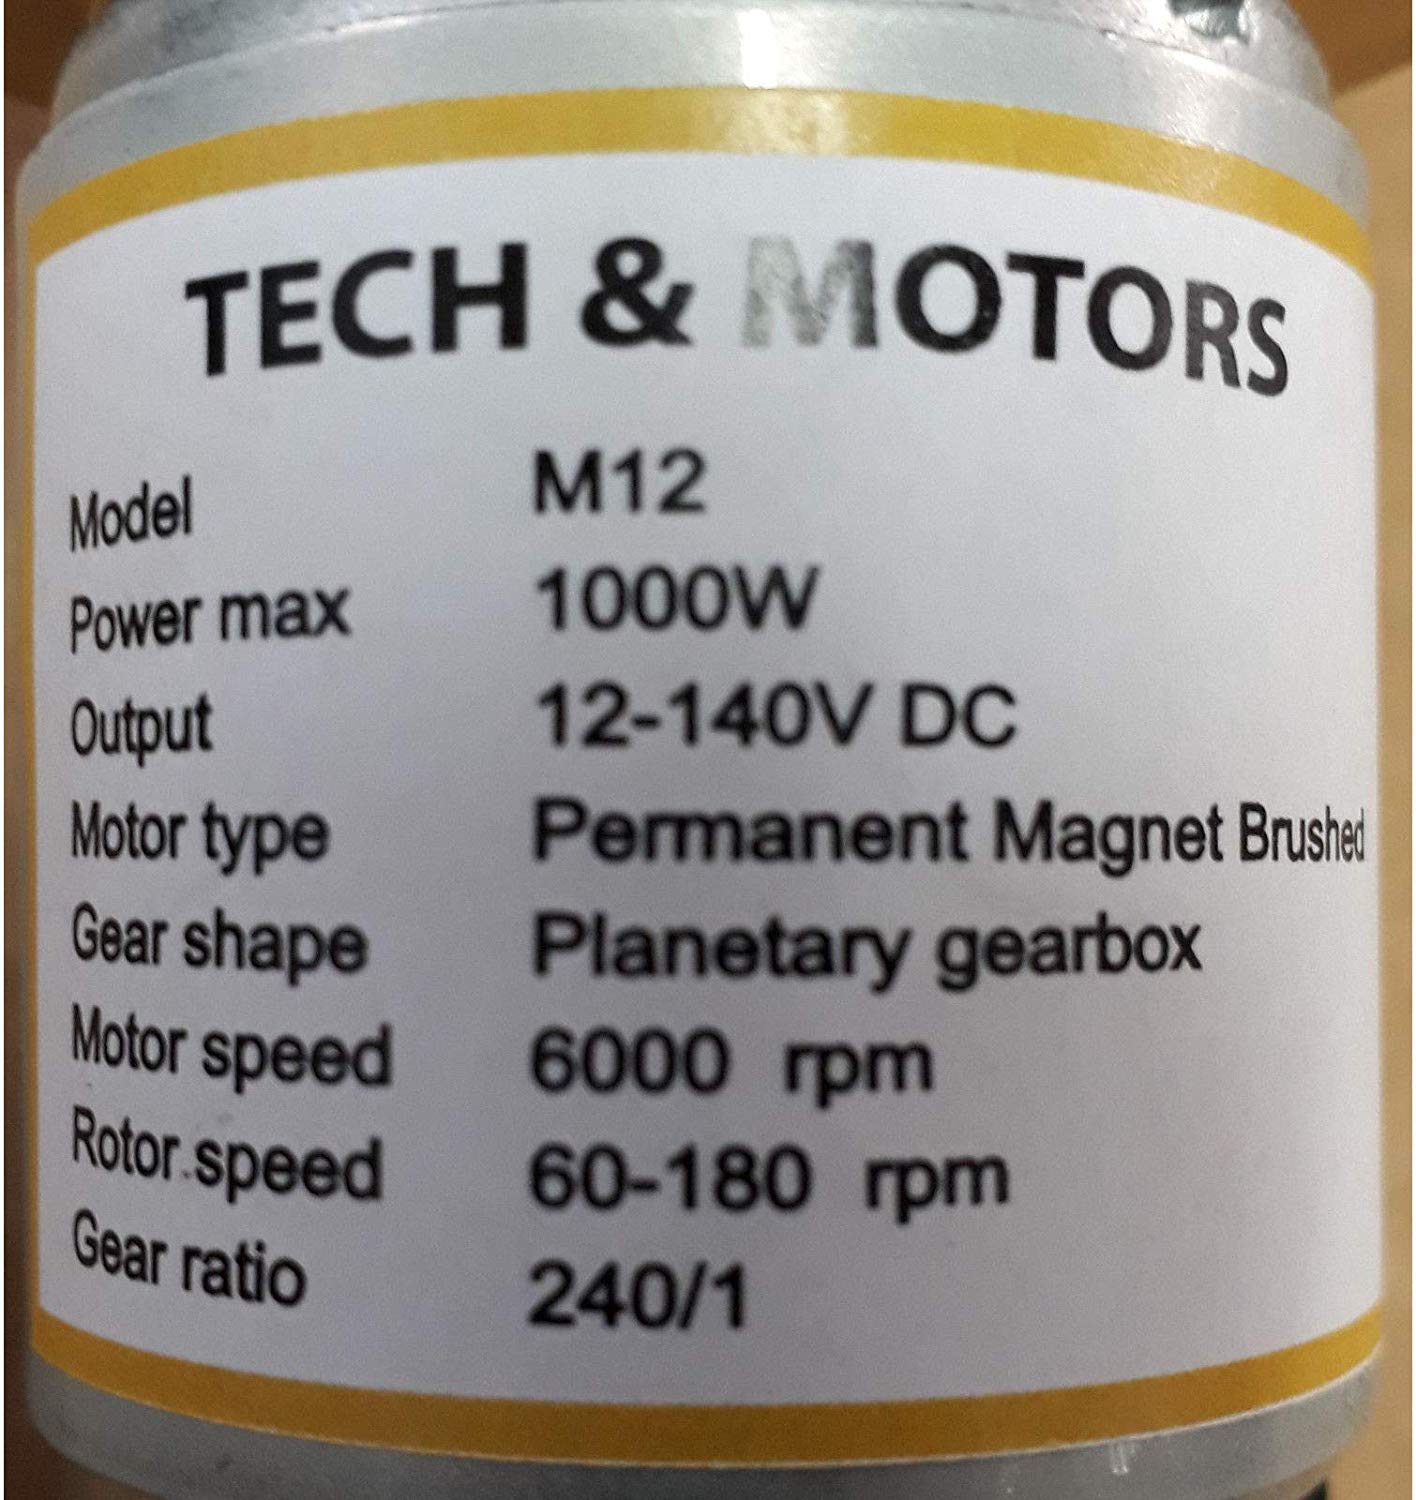 TECH & MOTORS
Model M12
Power max 1000W
Output 12-140V DC
Motor type Permanent Magnet Brushed
Gear shape Planetary gearbox
Motor speed 6000 rpm
Rotor speed 60-180 rpm
Gear ratio 240/1